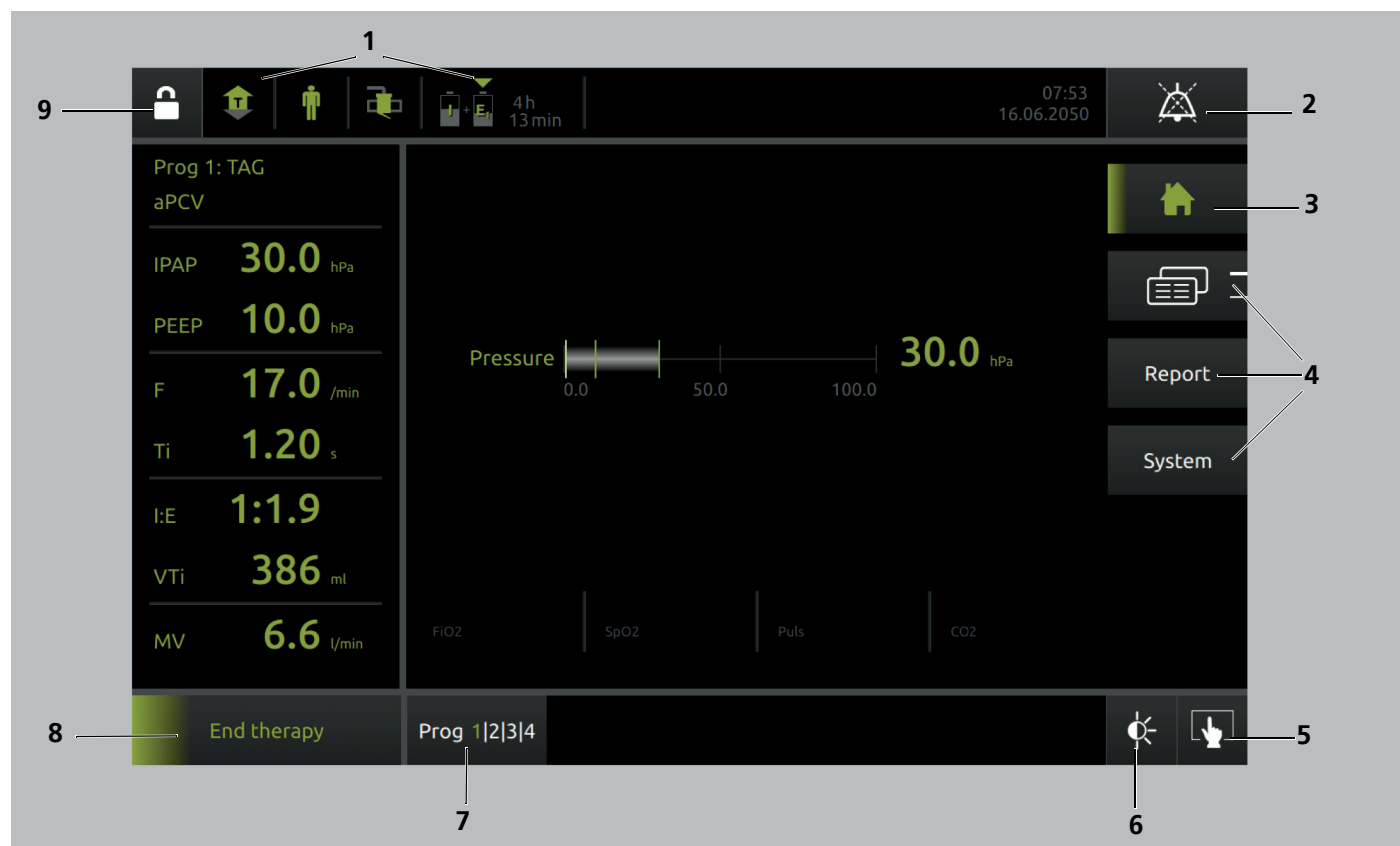 1
9
T
I + E,
4 h
13 min
07:53
16.06.2050
2
Prog 1: TAG
aPCV
IPAP 30.0 hPa
PEEP 10.0 hPa
F 17.0 /min
Ti 1.20 s
I:E 1:1.9
VTi 386 ml
MV 6.6 l/min
Pressure 30.0 hPa
0.0 50.0 100.0
FiO2 SpO2 Puls CO2
3
4
Report
System
8
End therapy
Prog 1|2|3|4
5
7
6